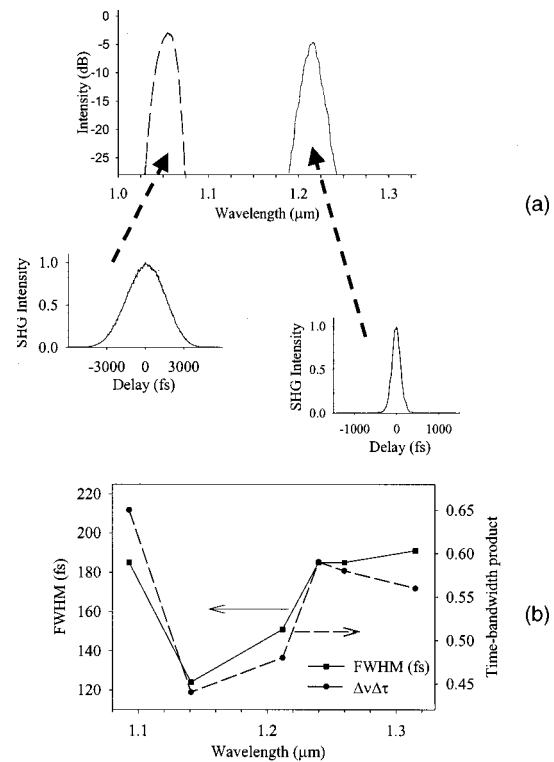 0
-5
-10
-15
-20
-25
Intensity (dB)
1.0 1.1 1.2 1.3
Wavelength (μm)
(a)
1.0
0.5
0.0
SHG Intensity
-3000 0 3000
Delay (fs)
1.0
0.5
0.0
SHG Intensity
-1000 0 1000
Delay (fs)
220
200
180
160
140
120
FWHM (fs)
0.65
0.60
0.55
0.50
0.45
Time-bandwidth product
FWHM (fs)
ΔνΔτ
1.1 1.2 1.3
Wavelength (μm)
(b)